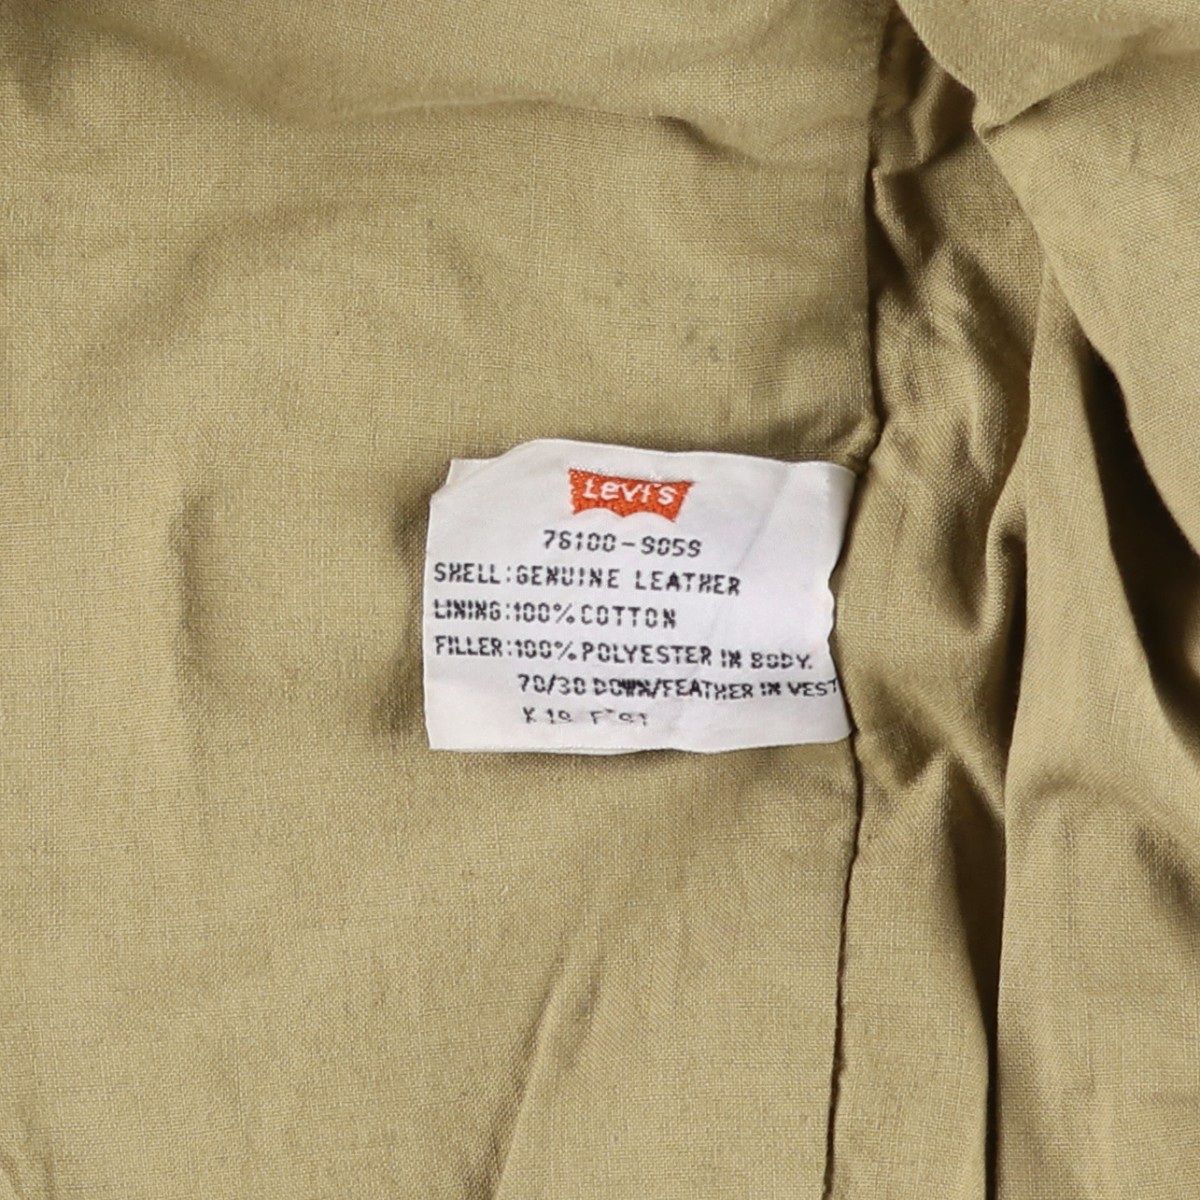 Levi's
76100-S059
SHELL:GENUINE LEATHER
LINING:100% COTTON
FILLER:100% POLYESTER IN BODY.
70/30 DOWN/FEATHER IN VEST